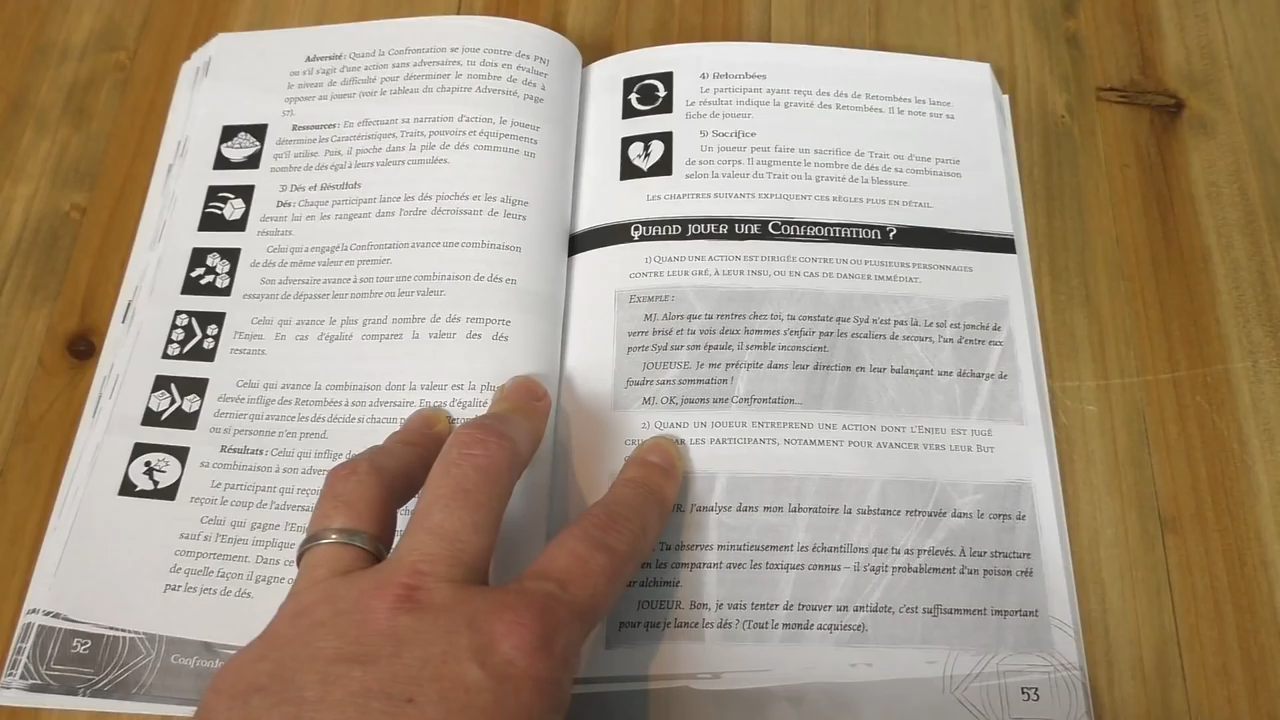 Adversité : Quand la Confrontation se joue contre des PNJ
ou s'il s'agit d'une action sans adversaires, tu dois en évaluer
le niveau de difficulté pour déterminer le nombre de dés à
opposer au joueur (voir le tableau du chapitre Adversité, page
57).
Ressources : En effectuant sa narration d'action, le joueur
détermine les Caractéristiques, Traits, pouvoirs et équipements
qu'il utilise. Puis, il pioche dans la pile de dés commune un
nombre de dés égal à leurs valeurs cumulées.
3) Dés et Résultats
Dés : Chaque participant lance les dés piochés et les aligne
devant lui en les rangeant dans l'ordre décroissant de leurs
résultats.
Celui qui a engagé la Confrontation avance une combinaison
de dés de même valeur en premier.
Son adversaire avance à son tour une combinaison de dés en
essayant de dépasser leur nombre ou leur valeur.
Celui qui avance le plus grand nombre de dés remporte
l'Enjeu. En cas d'égalité comparez la valeur des dés
restants.
Celui qui avance la combinaison dont la valeur est la plus
élevée inflige des Retombées à son adversaire. En cas d'égalité
dernier qui avance les dés décide si chacun
ou si personne n'en prend.
Résultats : Celui qui inflige
sa combinaison à son
Le participant qui
reçoit le coup de
Celui qui gagne
sauf si l'Enjeu implique
comportement. Dans ce
de quelle façon il gagne
par les jets de dés.
52
4) Retombées
Le participant ayant reçu des dés de Retombées les lance.
Le résultat indique la gravité des Retombées. Il le note sur sa
fiche de joueur.
5) Sacrifice
Un joueur peut faire un sacrifice de Trait ou d'une partie
de son corps. Il augmente le nombre de dés de sa combinaison
selon la valeur du Trait ou la gravité de la blessure.
Les chapitres suivants expliquent ces règles plus en détail.
Quand jouer une Confrontation ?
1) Quand une action est dirigée contre un ou plusieurs personnages
contre leur gré, à leur insu, ou en cas de danger immédiat.
Exemple :
MJ. Alors que tu rentres chez toi, tu constate que Syd n'est pas là. Le sol est jonché de
verre brisé et tu vois deux hommes s'enfuir par les escaliers de secours, l'un d'entre eux
porte Syd sur son épaule, il semble inconscient.
JOUEUSE. Je me précipite dans leur direction en leur balançant une décharge de
foudre sans sommation !
MJ. OK, jouons une Confrontation...
2) Quand un joueur entreprend une action dont l'Enjeu est jugé
les participants, notamment pour avancer vers leur But
J'analyse dans mon laboratoire la substance retrouvée dans le corps de
Tu observes minutieusement les échantillons que tu as prélevés. À leur structure
en les comparant avec les toxiques connus – il s'agit probablement d'un poison créé
alchimie.
JOUEUR. Bon, je vais tenter de trouver un antidote, c'est suffisamment important
pour que je lance les dés ? (Tout le monde acquiesce).
53